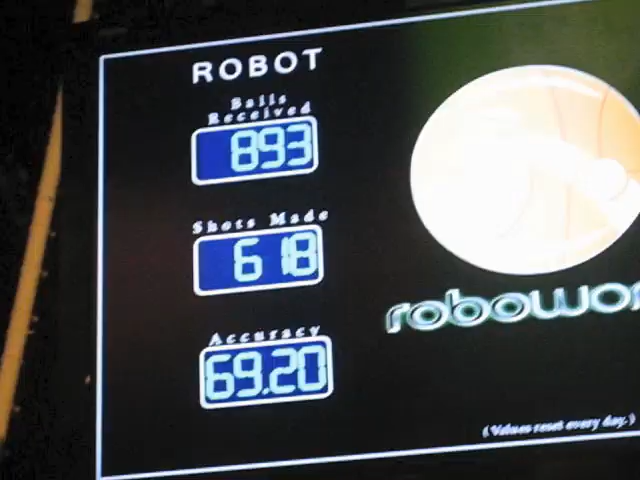 ROBOT
Balls
Received
893
Shots Made
618
Accuracy
69.20
robowor
(Values reset every day.)